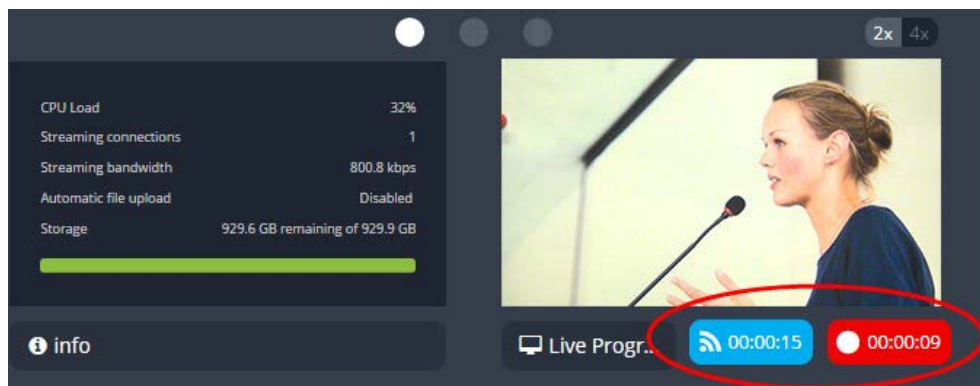 2x 4x
CPU Load 32%
Streaming connections 1
Streaming bandwidth 800.8 kbps
Automatic file upload Disabled
Storage 929.6 GB remaining of 929.9 GB
info
Live Progr... 00:00:15 00:00:09